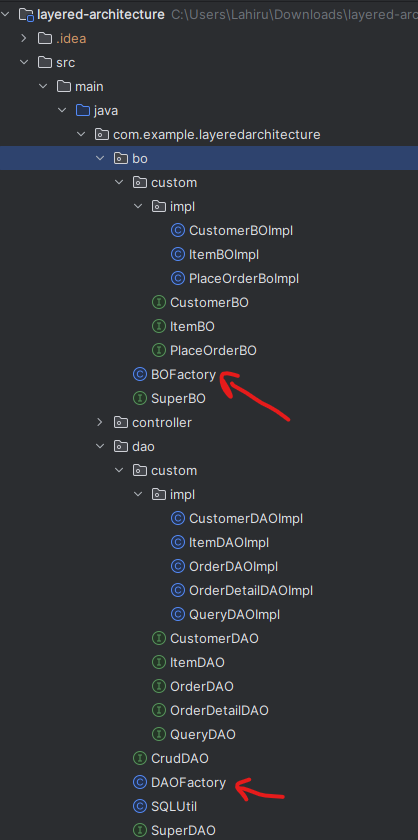 layered-architecture C:\Users\Lahiru\Downloads\layered-arc
.idea
src
main
java
com.example.layeredarchitecture
bo
custom
impl
CustomerBOImpl
ItemBOImpl
PlaceOrderBoImpl
CustomerBO
ItemBO
PlaceOrderBO
BOFactory
SuperBO
controller
dao
custom
impl
CustomerDAOImpl
ItemDAOImpl
OrderDAOImpl
OrderDetailDAOImpl
QueryDAOImpl
CustomerDAO
ItemDAO
OrderDAO
OrderDetailDAO
QueryDAO
CrudDAO
DAOFactory
SQLUtil
SuperDAO